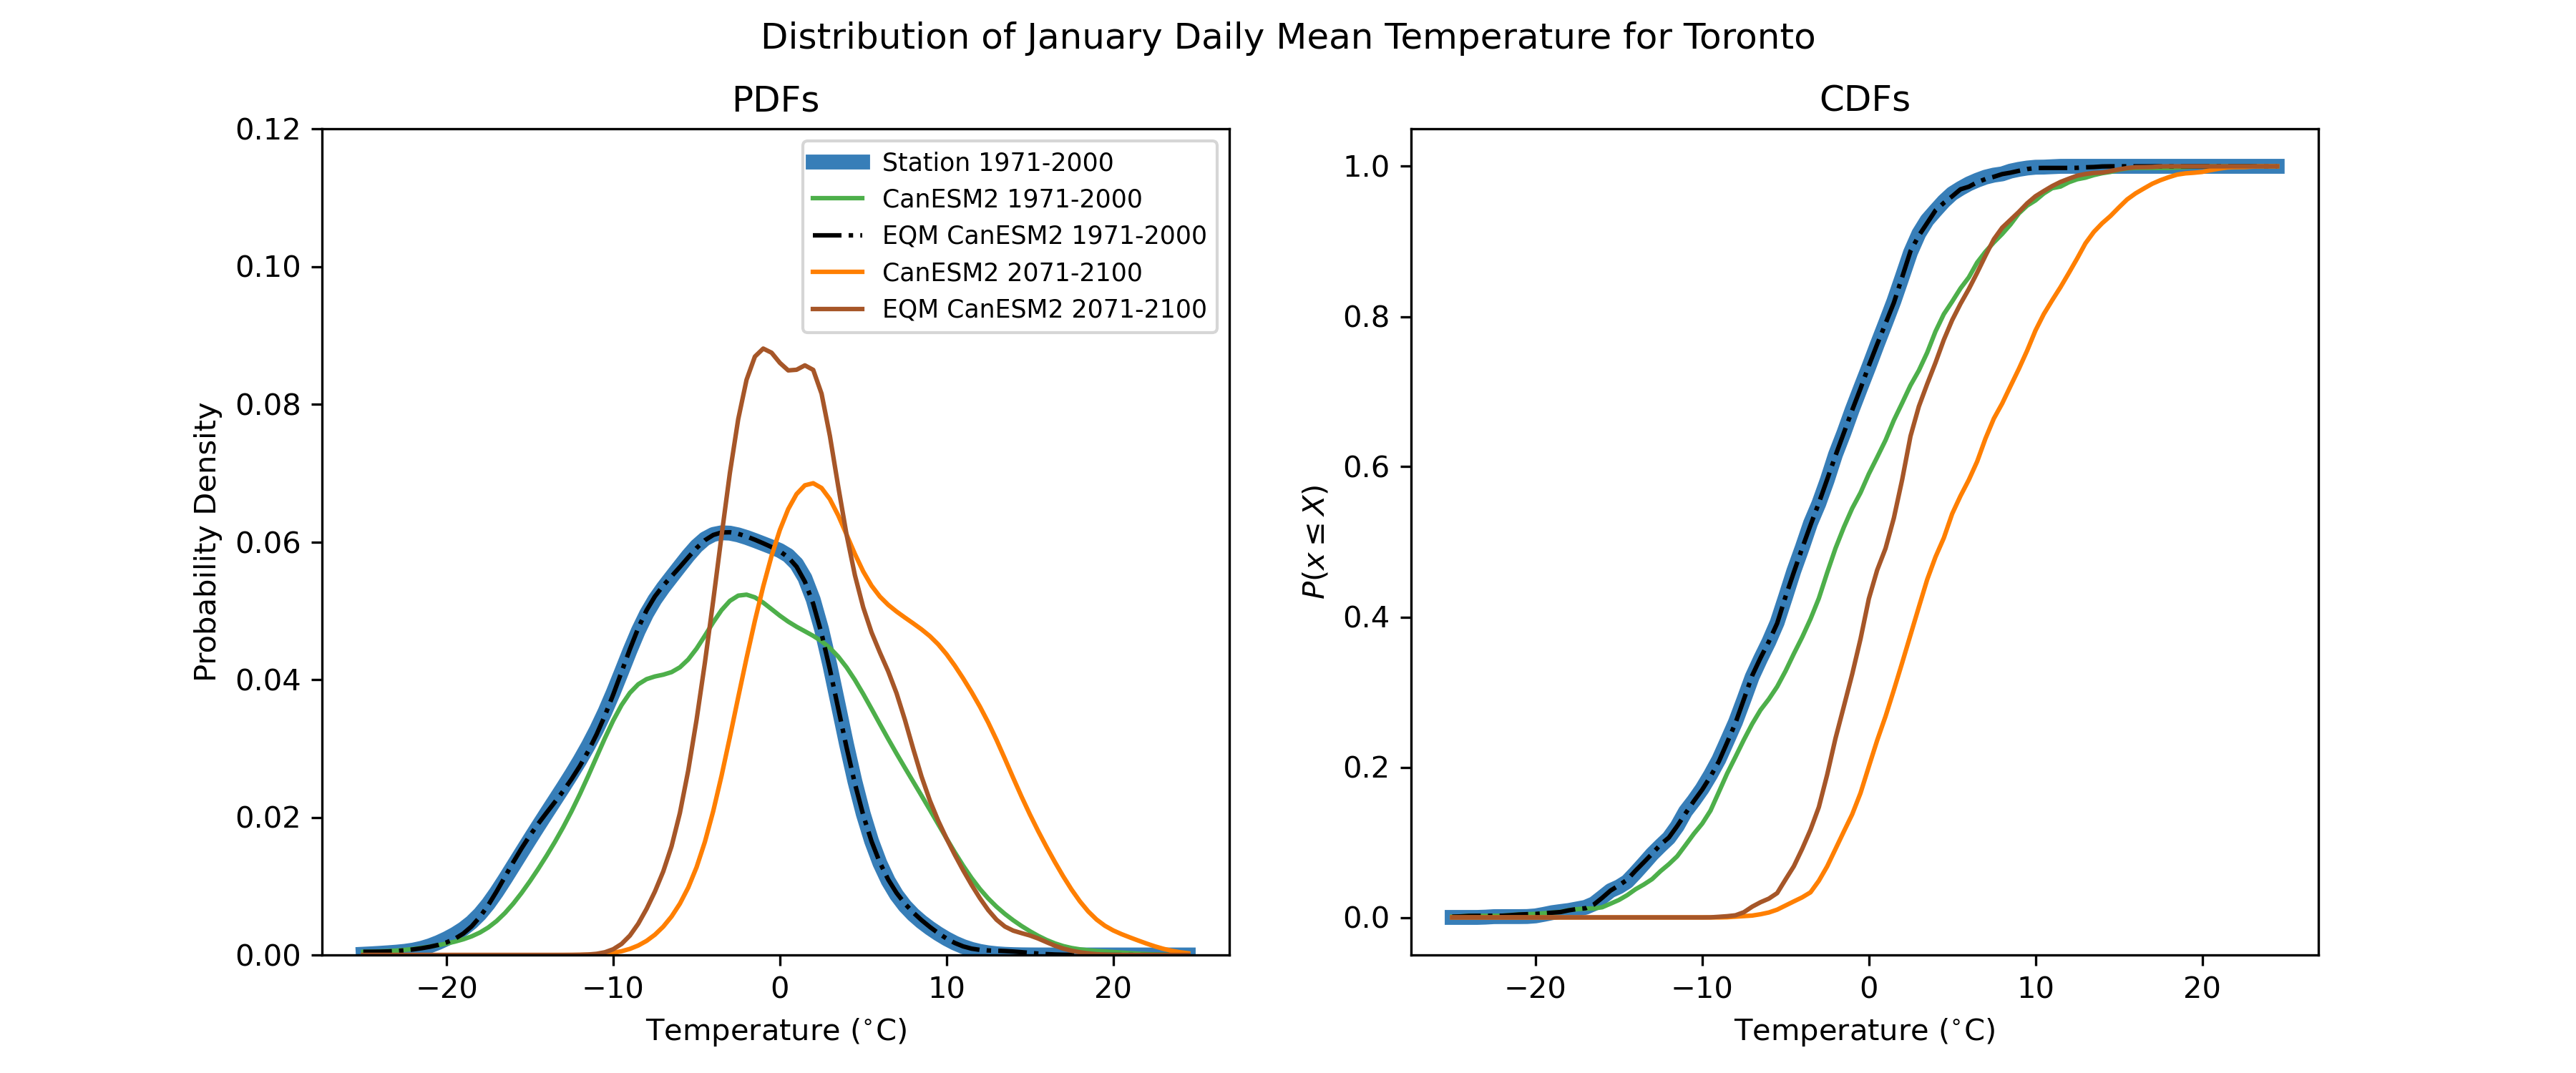 Distribution of January Daily Mean Temperature for Toronto
PDFs
0.12
0.10
0.08
0.06
0.04
0.02
0.00
Probability Density
Station 1971-2000
CanESM2 1971-2000
EQM CanESM2 1971-2000
CanESM2 2071-2100
EQM CanESM2 2071-2100
−20 −10 0 10 20
Temperature (°C)
CDFs
1.0
0.8
0.6
0.4
0.2
0.0
P(x ≤ X)
−20 −10 0 10 20
Temperature (°C)